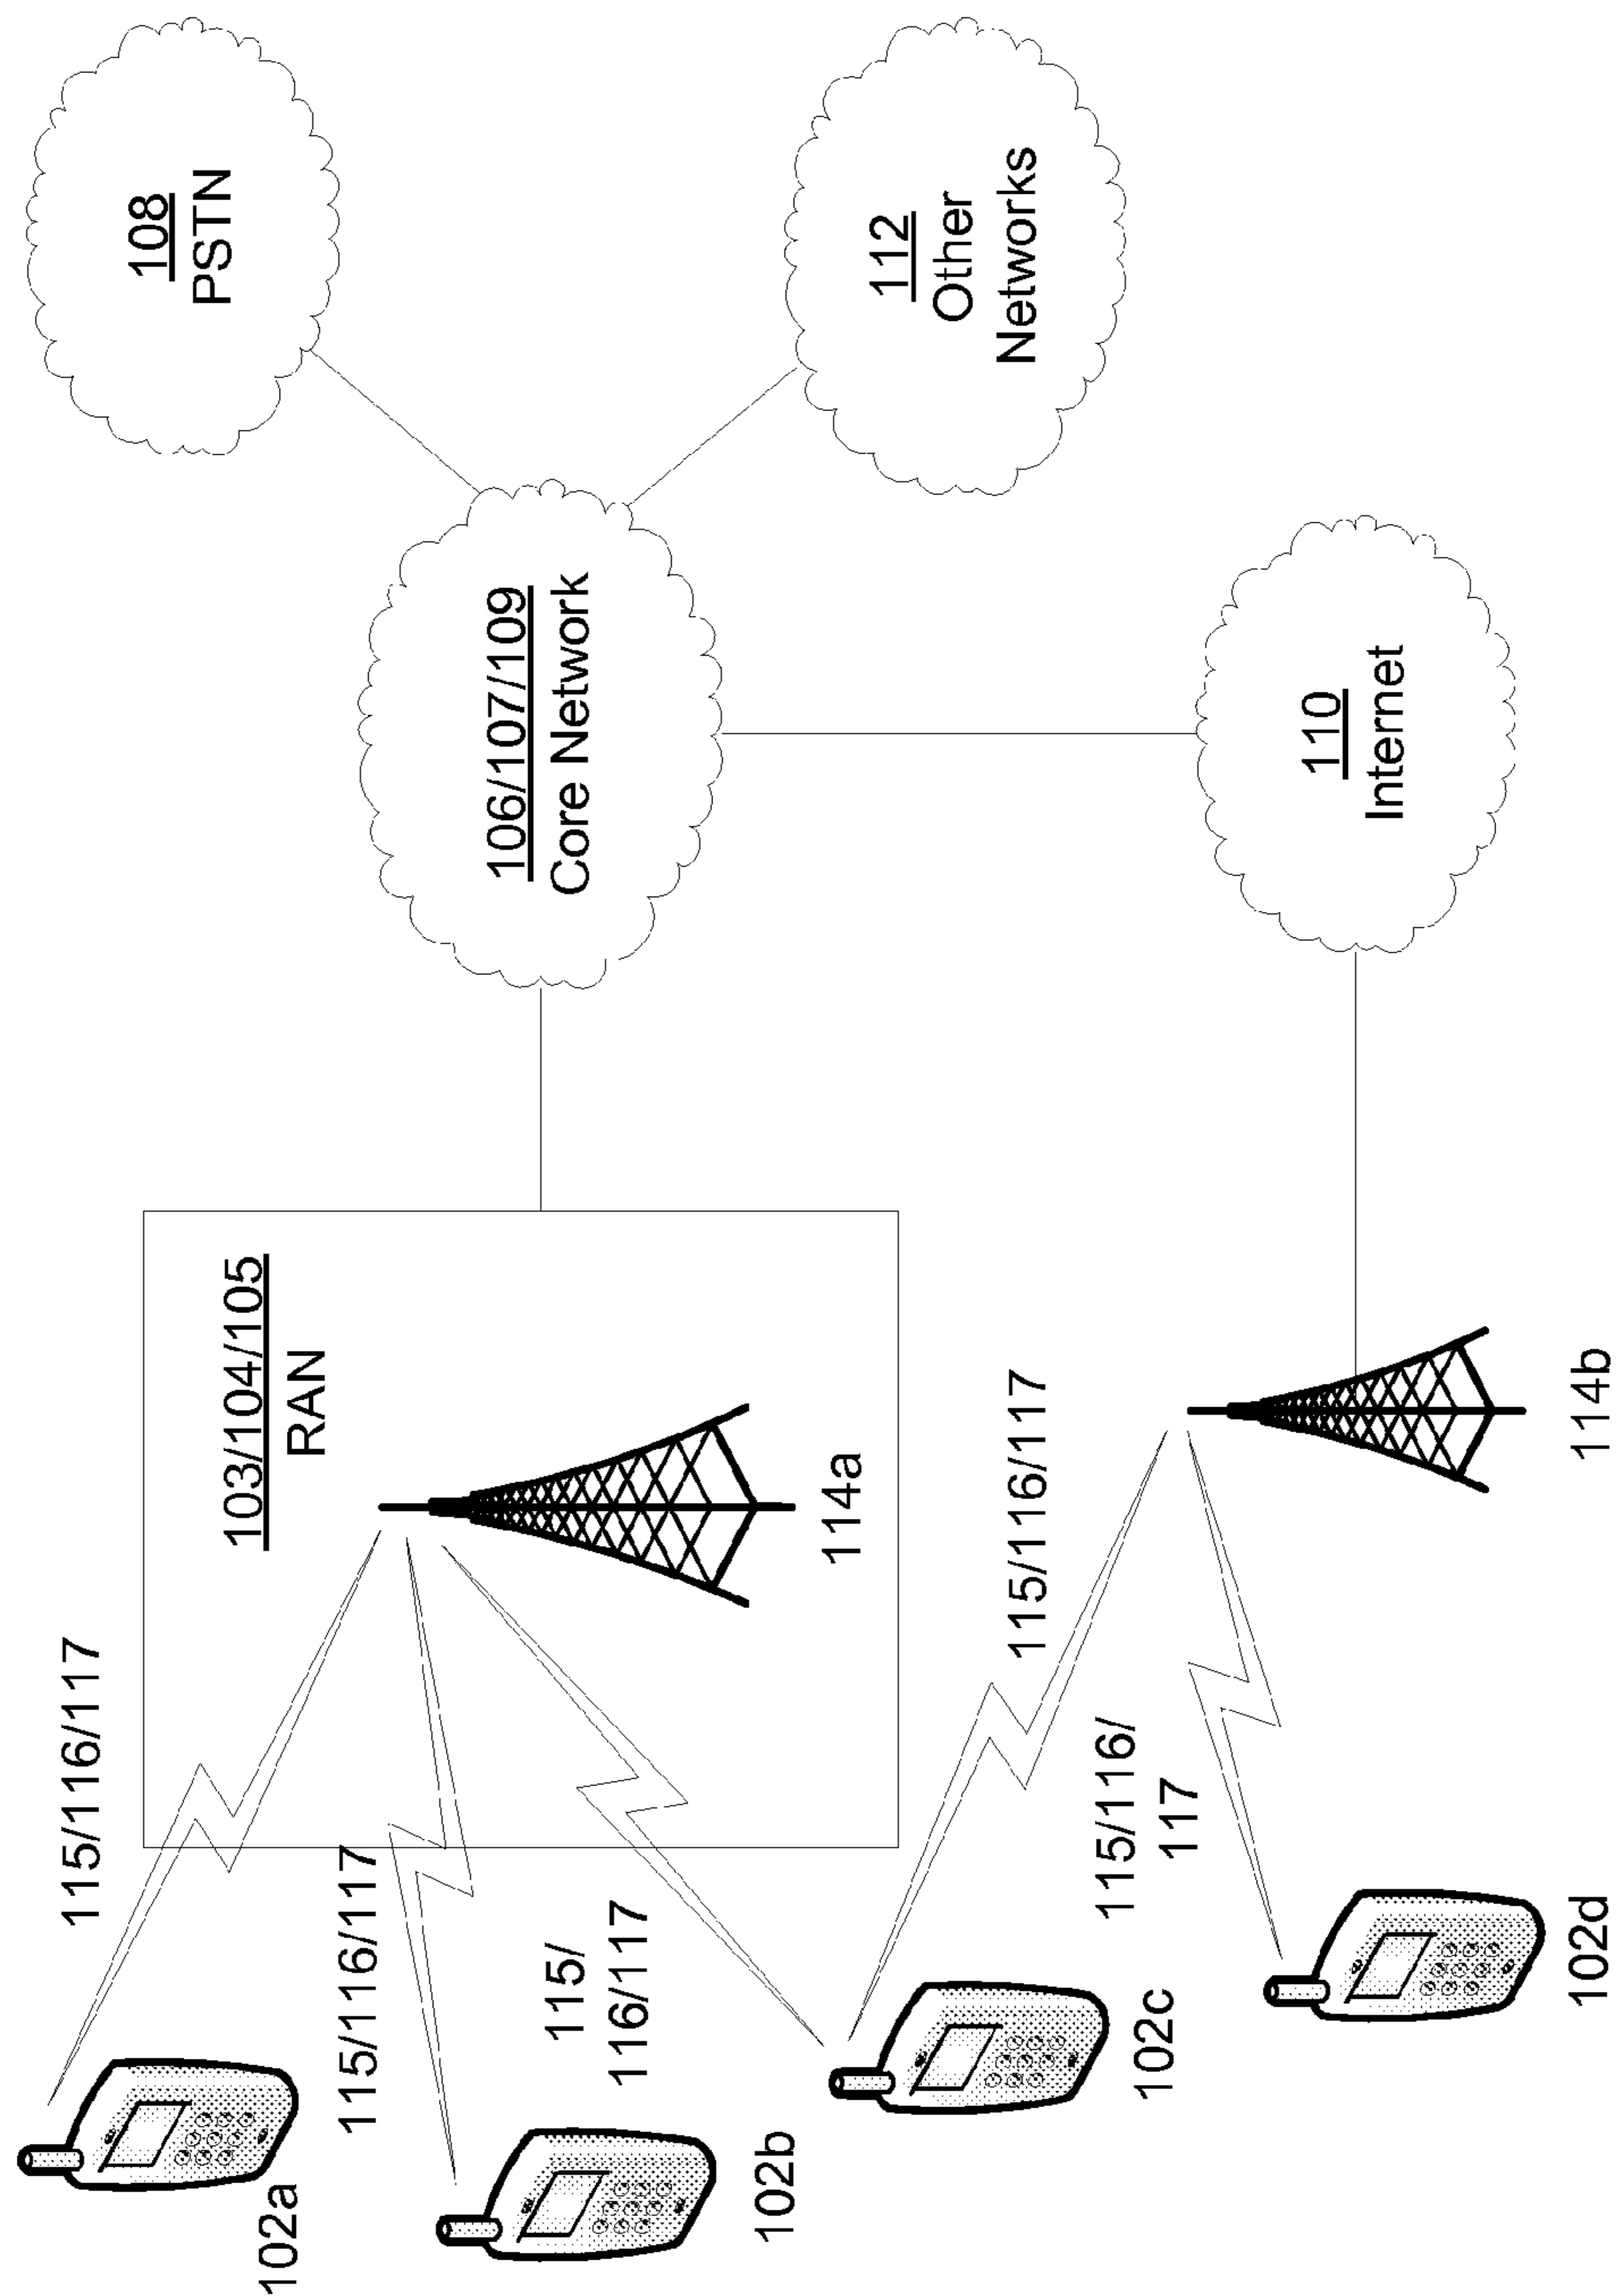 115/116/117
102a
103/104/105
RAN
108
PSTN
115/116/117
102b
106/107/109
Core Network
115/
116/117
114a
112
Other
Networks
102c
115/116/117
115/116/
117
110
Internet
102d
114b